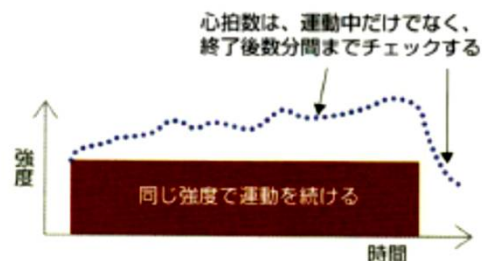 心拍数は、運動中だけでなく、
終了後数分間までチェックする
強度
同じ強度で運動を続ける
時間